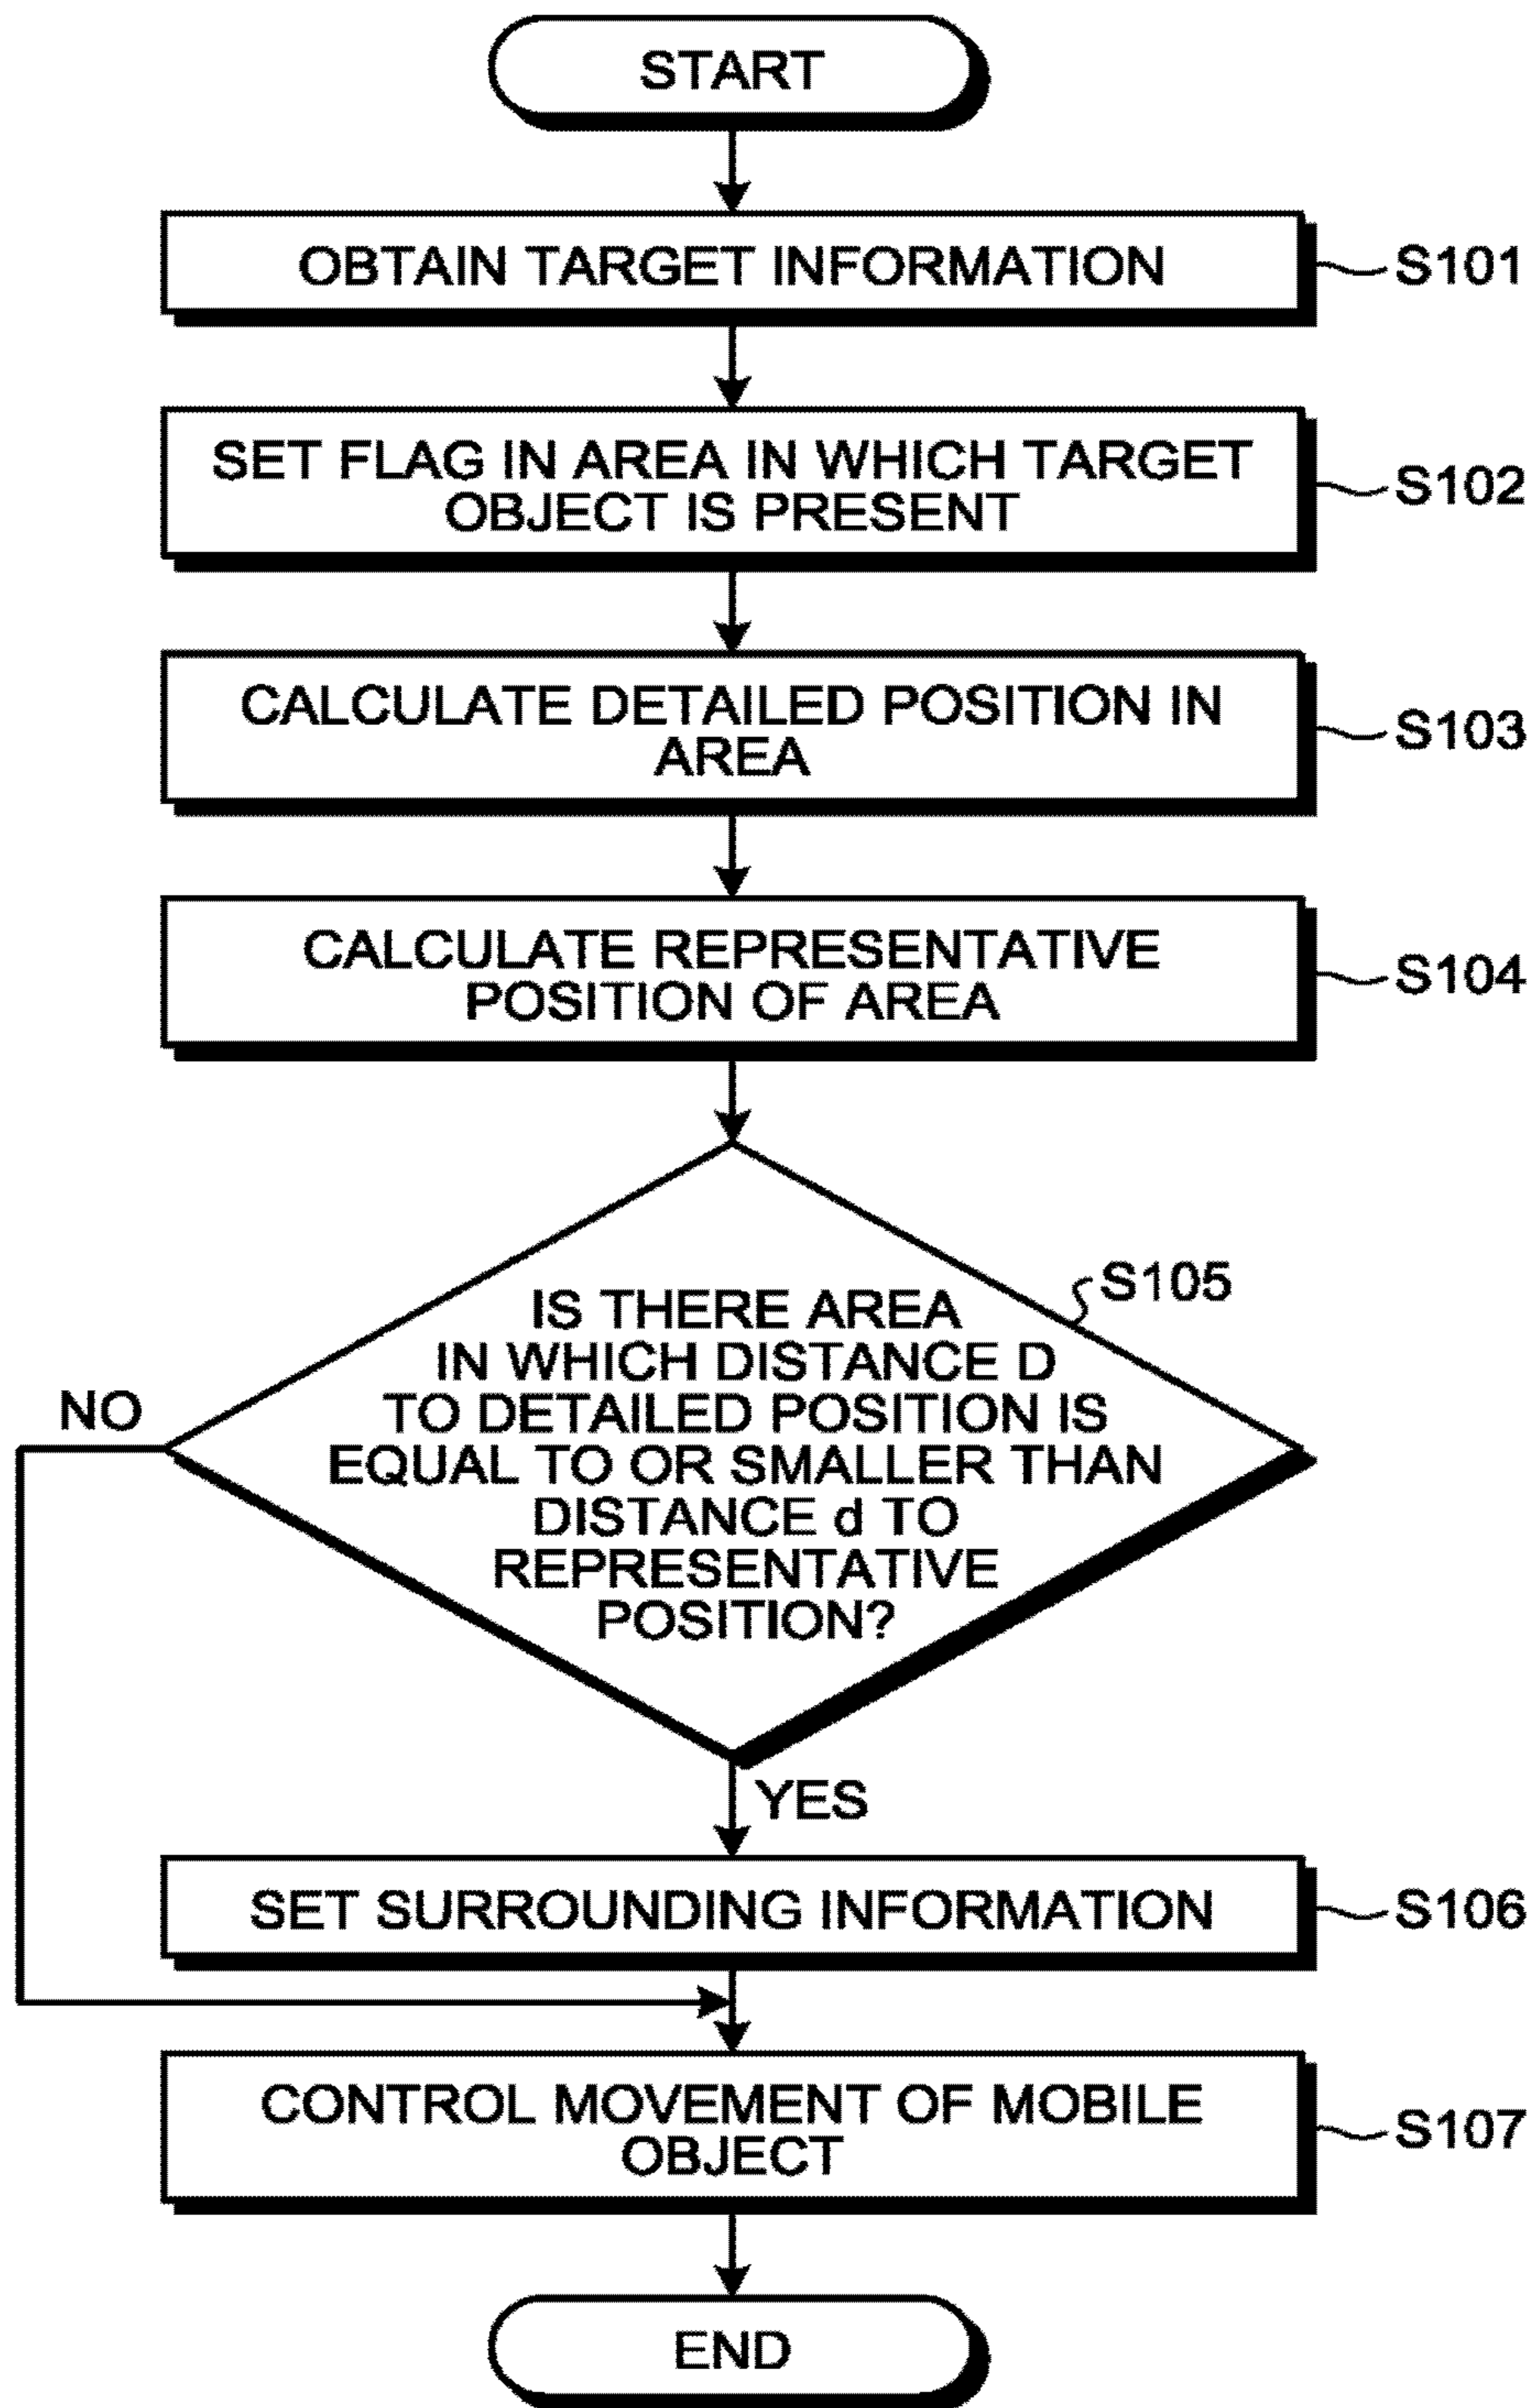 START
OBTAIN TARGET INFORMATION
S101
SET FLAG IN AREA IN WHICH TARGET
OBJECT IS PRESENT
S102
CALCULATE DETAILED POSITION IN
AREA
S103
CALCULATE REPRESENTATIVE
POSITION OF AREA
S104
IS THERE AREA
IN WHICH DISTANCE D
TO DETAILED POSITION IS
EQUAL TO OR SMALLER THAN
DISTANCE d TO
REPRESENTATIVE
POSITION?
S105
NO
YES
SET SURROUNDING INFORMATION
S106
CONTROL MOVEMENT OF MOBILE
OBJECT
S107
END